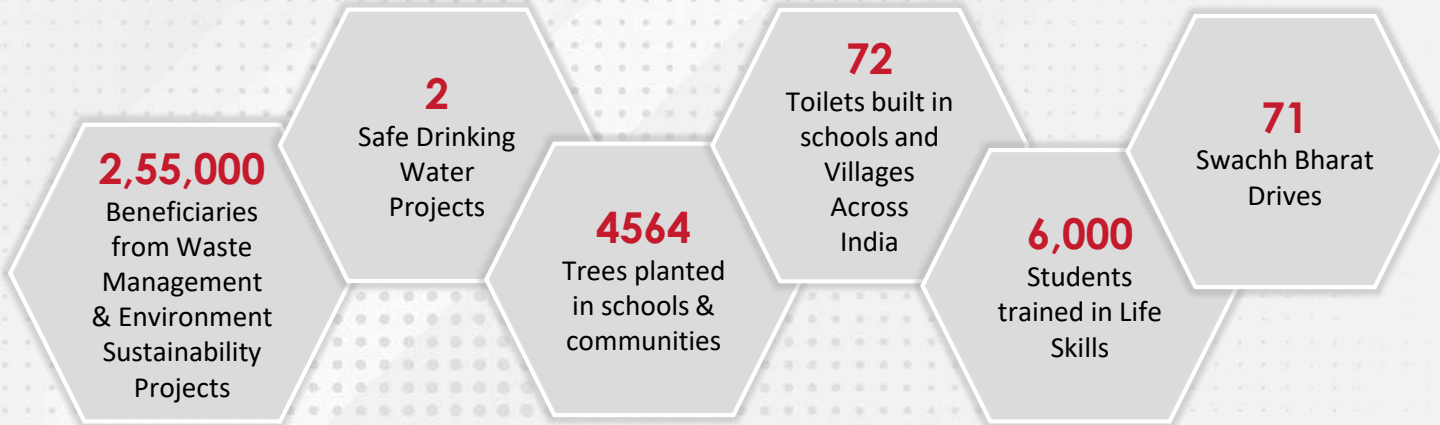 2,55,000
Beneficiaries
from Waste
Management
& Environment
Sustainability
Projects
2
Safe Drinking
Water
Projects
4564
Trees planted
in schools &
communities
72
Toilets built in
schools and
Villages
Across
India
6,000
Students
trained in Life
Skills
71
Swachh Bharat
Drives